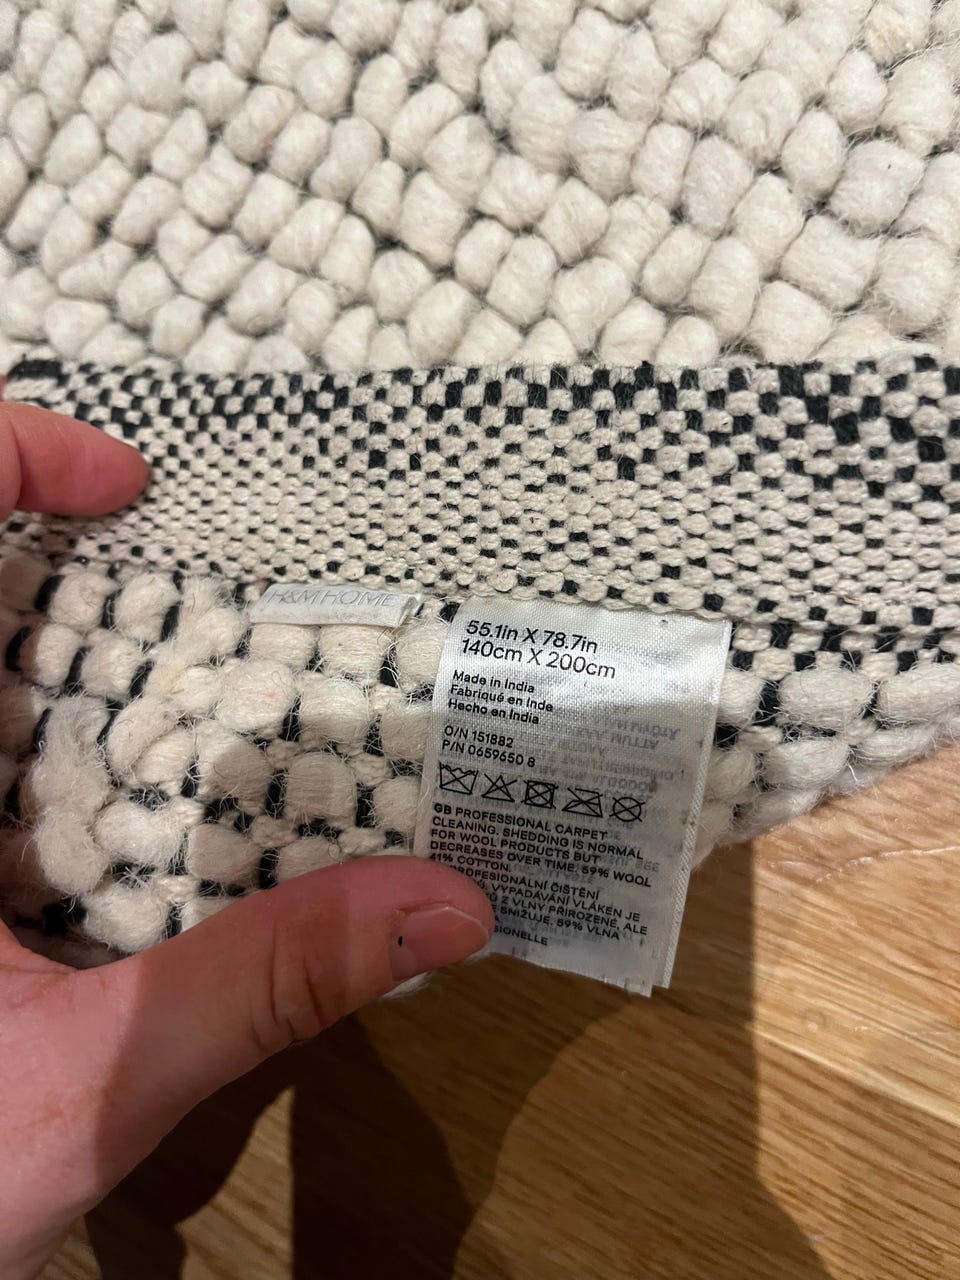 H&M HOME
55.1in X 78.7in
140cm X 200cm
Made in India
Fabriqué en Inde
Hecho en India
O/N 151882
P/N 0659650 8
GB PROFESSIONAL CARPET
CLEANING. SHEDDING IS NORMAL
FOR WOOL PRODUCTS BUT
DECREASES OVER TIME. 59% WOOL
41% COTTON.
PROFESIONÁLNÍ ČIŠTĚNÍ
VYPADÁVÁNÍ VLÁKEN JE
Z VLNY PŘIROZENÉ, ALE
SNIŽUJE. 59% VLNA